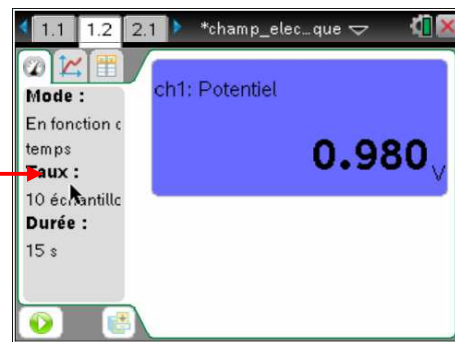 1.1 1.2 2.1 *champ_elec…que
Mode :
En fonction c
temps
Taux :
10 échantillc
Durée :
15 s
ch1: Potentiel
0.980 V